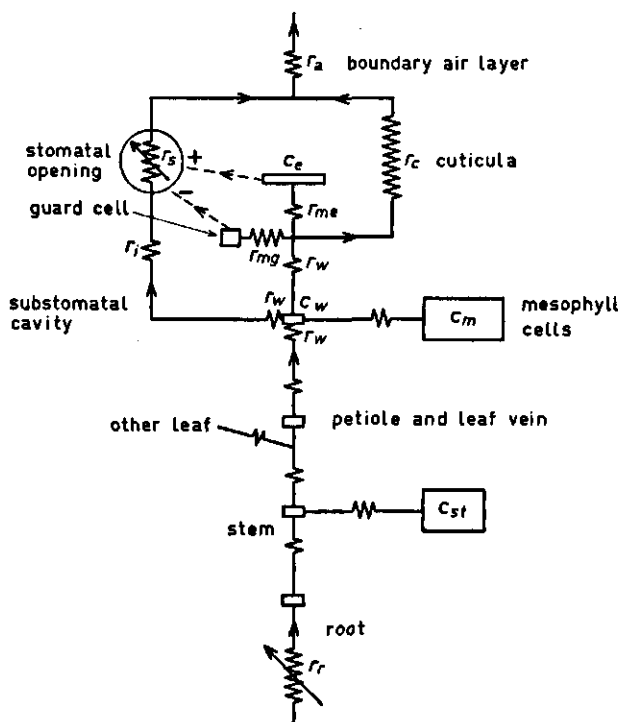 r_a boundary air layer
stomatal
opening
r_s
+
c_e
r_c cuticula
−
guard cell
r_me
r_i
r_mg
r_w
substomatal
cavity
r_w
c_w
r_w
c_m
mesophyll
cells
other leaf
petiole and leaf vein
stem
c_st
root
r_r